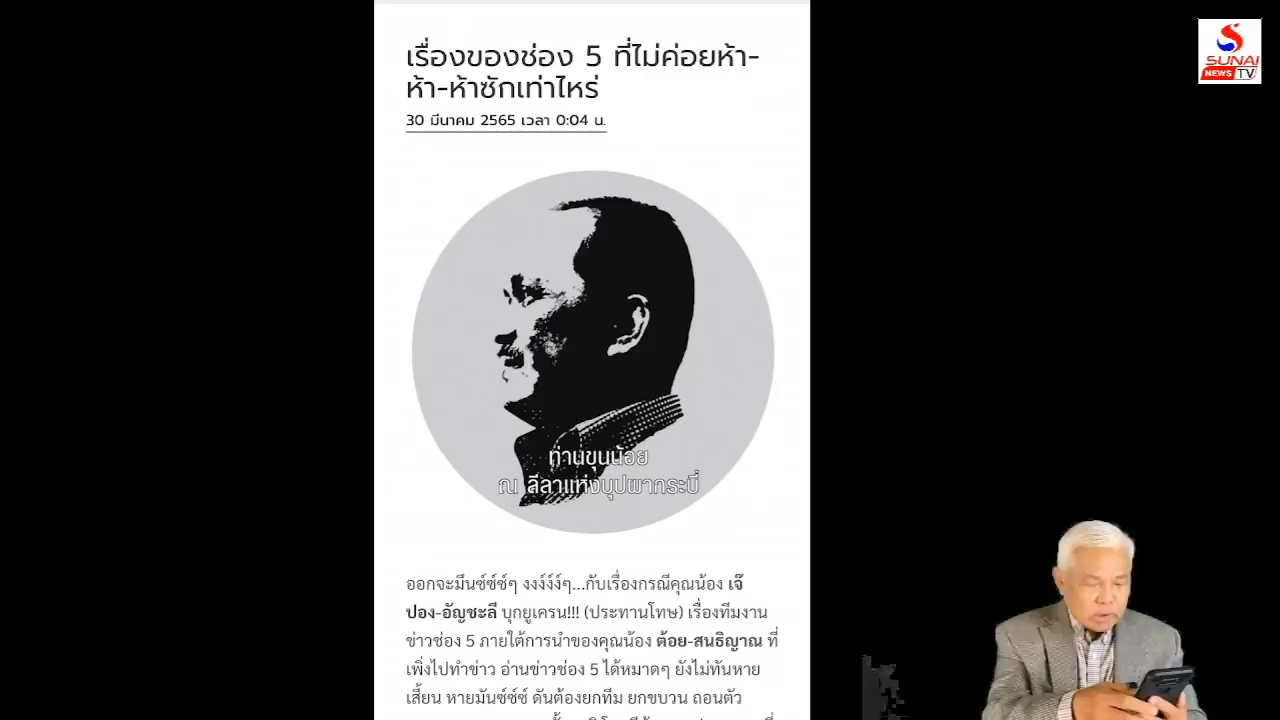 เรื่องของช่อง 5 ที่ไม่ค่อยห้า-
ห้า-ห้าซักเท่าไหร่
30 มีนาคม 2565 เวลา 0:04 น.
ท่านขุนน้อย
ณ ลีลาแห่งบุปผากระบี่
ออกจะมึนซ์ซ์ซ์ๆ งงง์ง์ง์ๆ...กับเรื่องกรณีคุณน้อง เจ๊
ปอง-อัญชะลี บุกยูเครน!!! (ประทานโทษ) เรื่องทีมงาน
ข่าวช่อง 5 ภายใต้การนำของคุณน้อง ต้อย-สนธิญาณ ที่
เพิ่งไปทำข่าว อ่านข่าวช่อง 5 ได้หมาดๆ ยังไม่ทันหาย
เสี้ยน หายมันซ์ซ์ซ์ ดันต้องยกทีม ยกขบวน ถอนตัว
SUNAI
NEWS TV